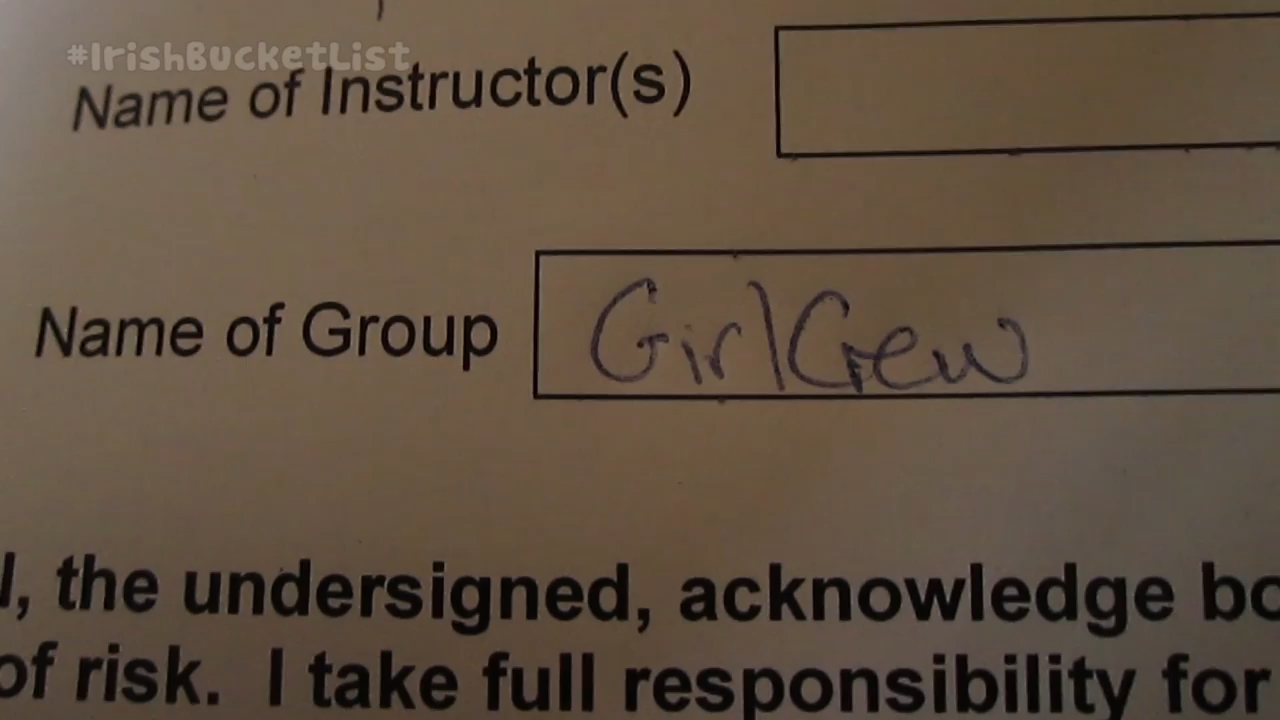 #IrishBucketList
Name of Instructor(s)
Name of Group GirlCrew
I, the undersigned, acknowledge
of risk. I take full responsibility for